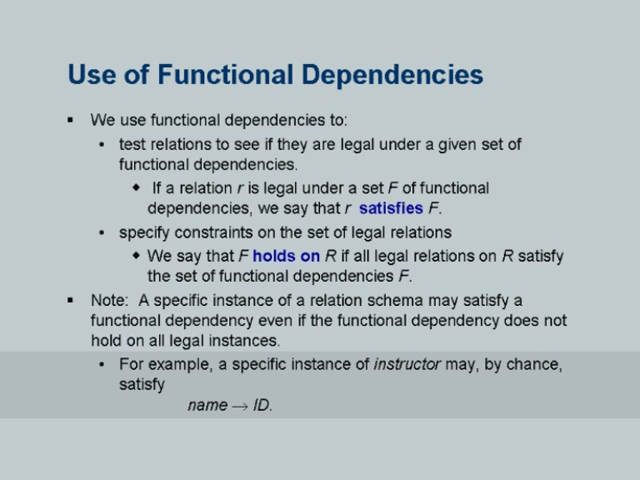 Use of Functional Dependencies
▪ We use functional dependencies to:
• test relations to see if they are legal under a given set of
functional dependencies.
◆ If a relation r is legal under a set F of functional
dependencies, we say that r satisfies F.
• specify constraints on the set of legal relations
◆ We say that F holds on R if all legal relations on R satisfy
the set of functional dependencies F.
▪ Note: A specific instance of a relation schema may satisfy a
functional dependency even if the functional dependency does not
hold on all legal instances.
• For example, a specific instance of instructor may, by chance,
satisfy
name → ID.